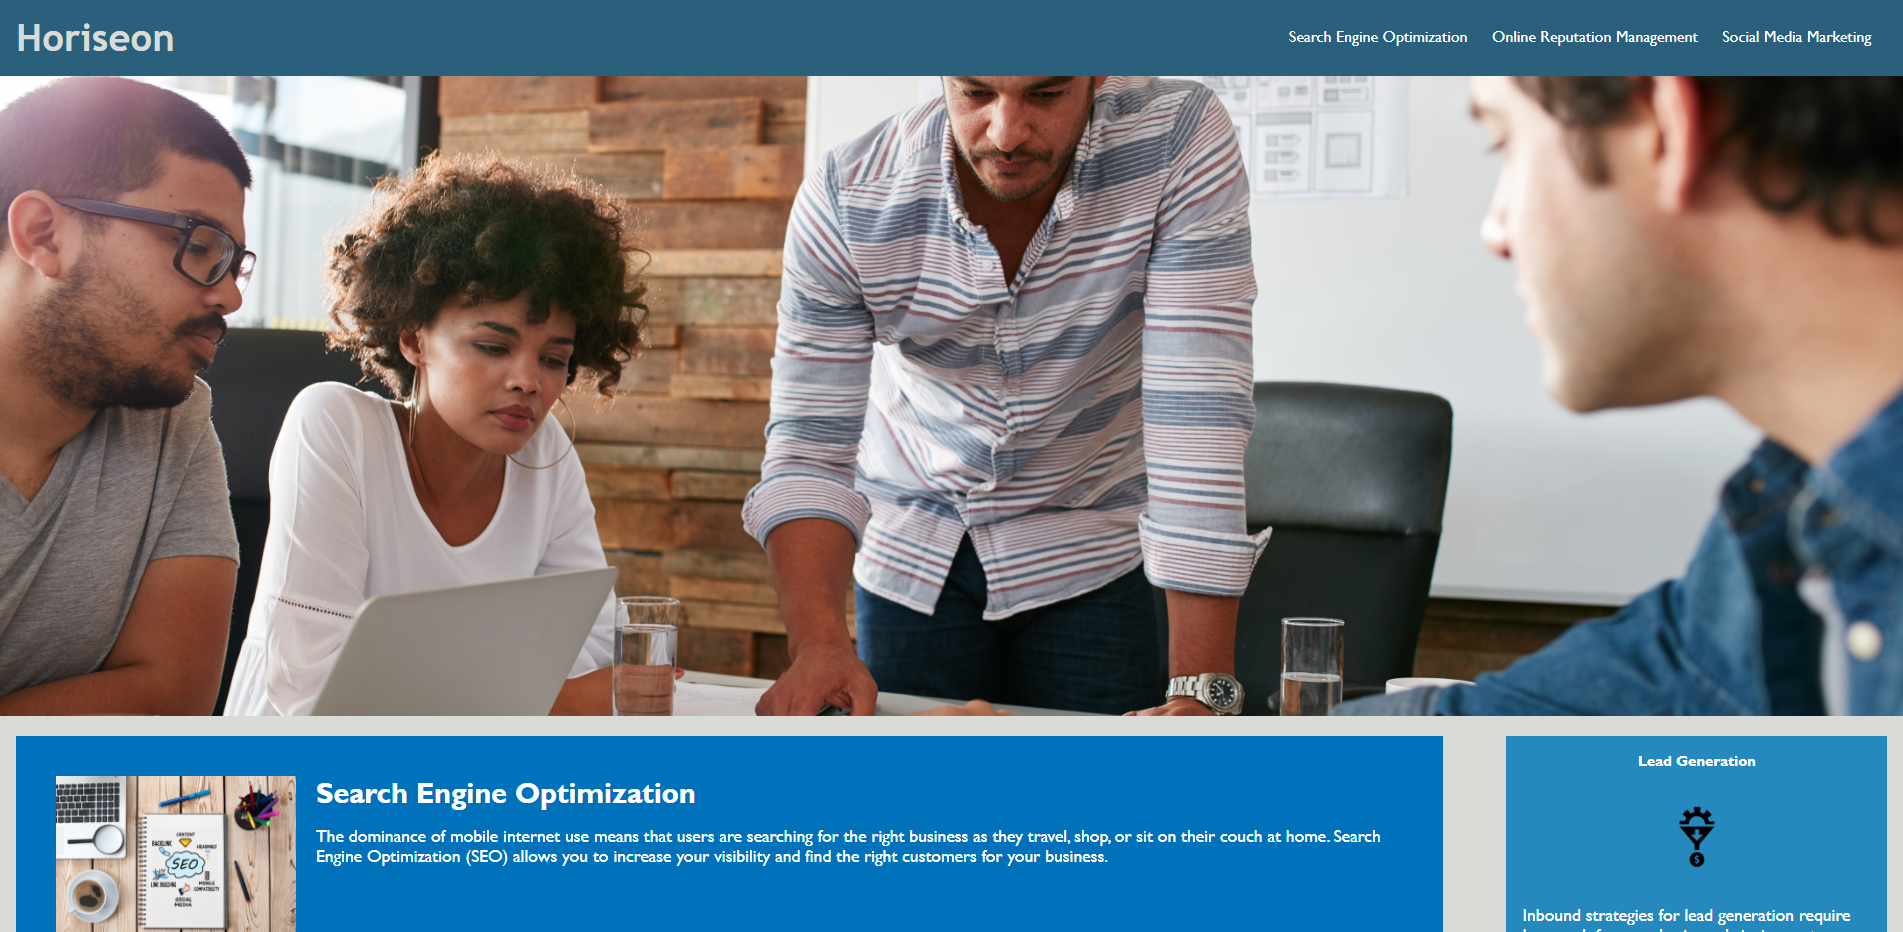 Horiseon
Search Engine Optimization
Online Reputation Management
Social Media Marketing
Search Engine Optimization
The dominance of mobile internet use means that users are searching for the right business as they travel, shop, or sit on their couch at home. Search
Engine Optimization (SEO) allows you to increase your visibility and find the right customers for your business.
CONTENT
BACKLINK
HEADINGS
SEO
LINK BUILDING
MOBILE
COMPATIBILITY
SOCIAL
MEDIA
Lead Generation
$
Inbound strategies for lead generation require